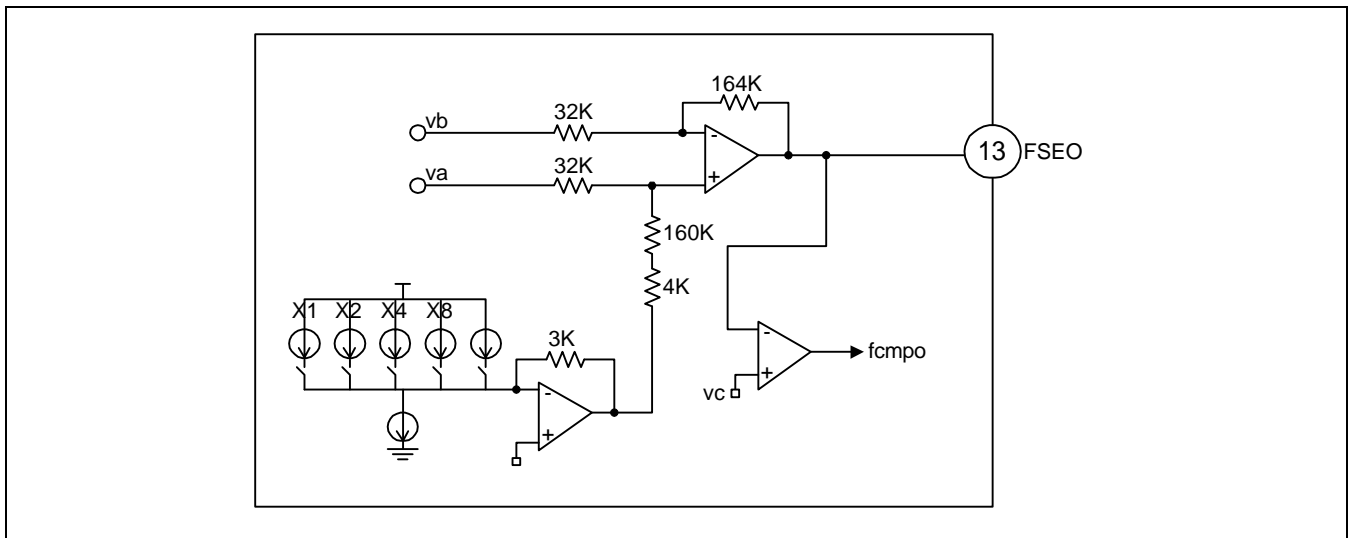 164K
32K
vb
-
13 FSEO
32K
va
+
160K
4K
X1 X2 X4 X8
3K
-
fcmpo
-
+
vc
+